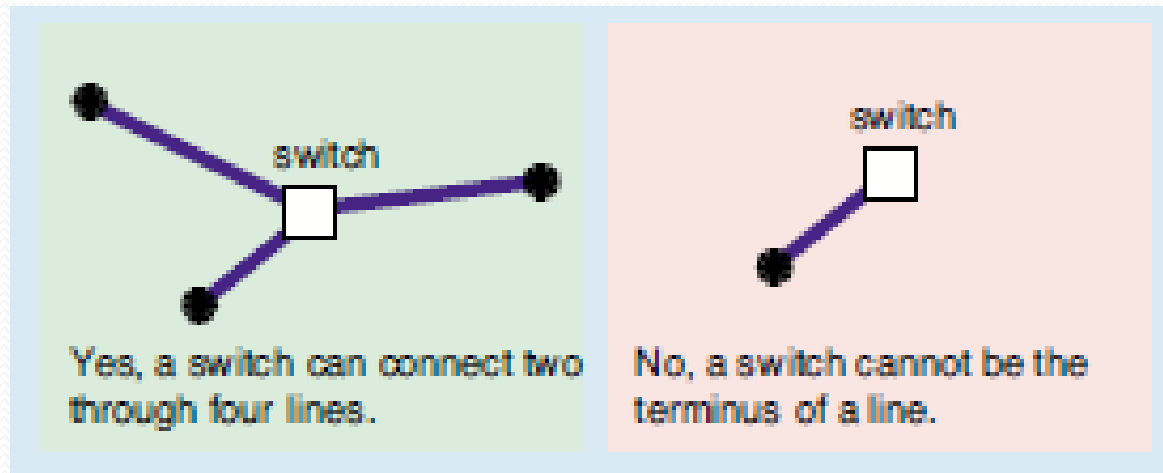 switch
Yes, a switch can connect two
through four lines.
switch
No, a switch cannot be the
terminus of a line.